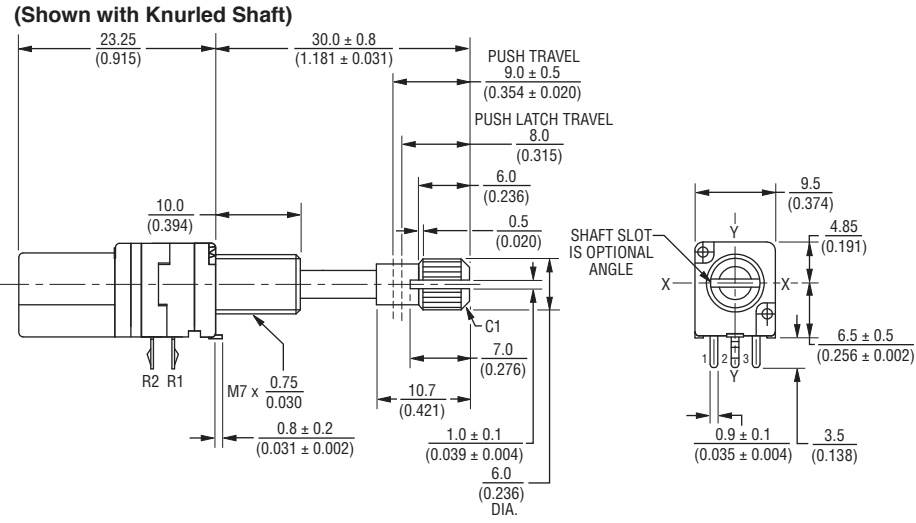 (Shown with Knurled Shaft)
23.25
(0.915)
30.0 ± 0.8
(1.181 ± 0.031)
PUSH TRAVEL
9.0 ± 0.5
(0.354 ± 0.020)
PUSH LATCH TRAVEL
8.0
(0.315)
6.0
(0.236)
10.0
(0.394)
0.5
(0.020)
C1
R2 R1
M7 x 0.75
0.030
7.0
(0.276)
10.7
(0.421)
0.8 ± 0.2
(0.031 ± 0.002)
1.0 ± 0.1
(0.039 ± 0.004)
6.0
(0.236)
DIA.
9.5
(0.374)
Y
4.85
(0.191)
SHAFT SLOT
IS OPTIONAL
ANGLE
X X
6.5 ± 0.5
(0.256 ± 0.002)
1 2 3
Y
0.9 ± 0.1
(0.035 ± 0.004)
3.5
(0.138)